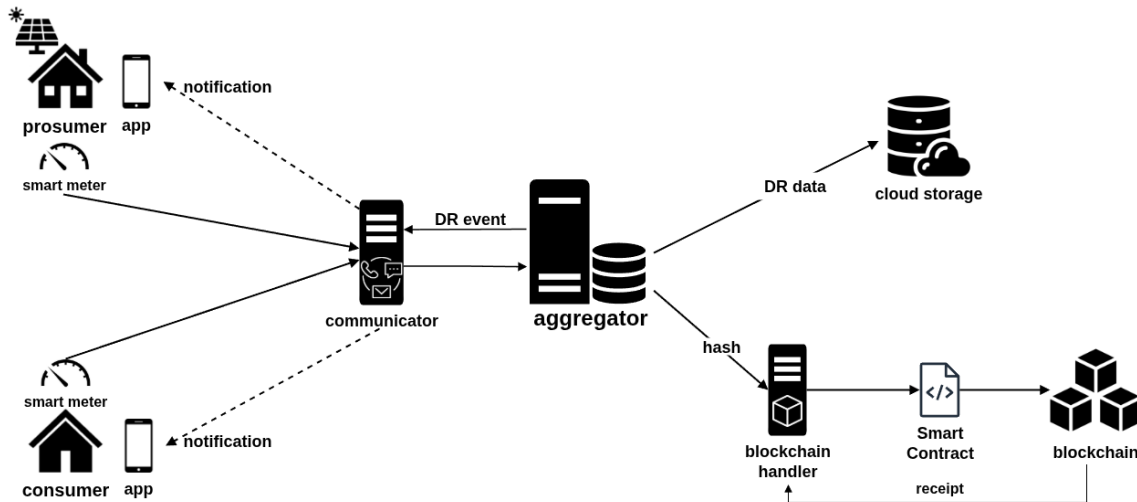 notification
prosumer
app
smart meter
DR event
communicator
aggregator
DR data
cloud storage
smart meter
notification
consumer
app
hash
blockchain
handler
Smart
Contract
blockchain
receipt